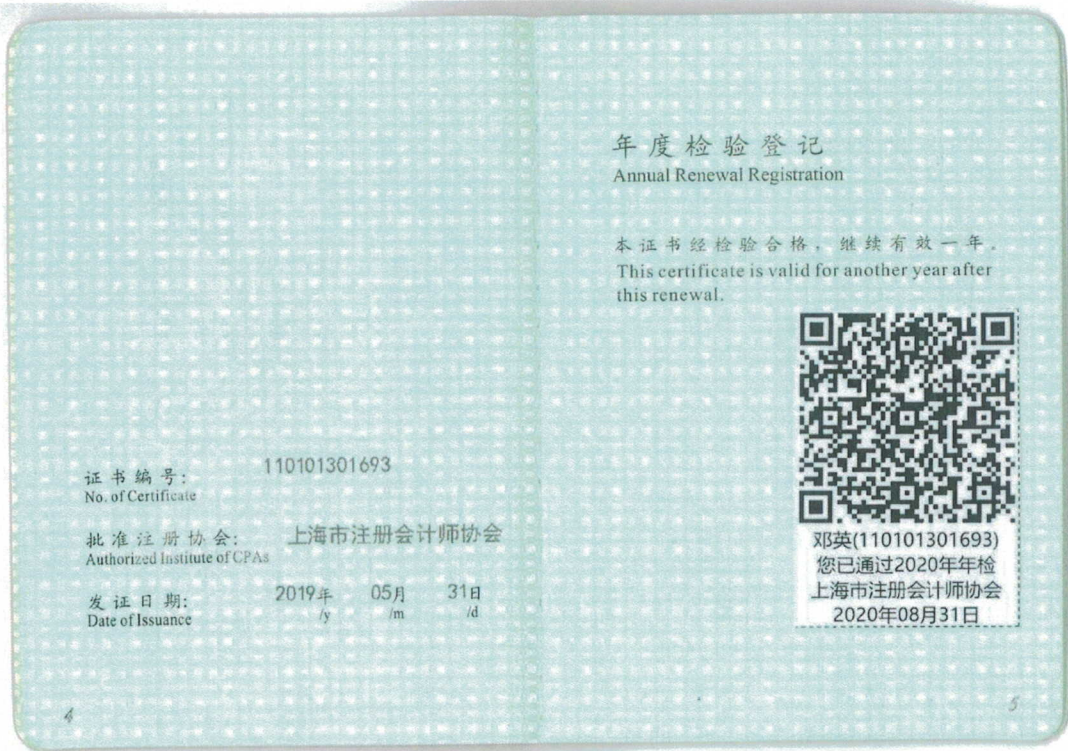 证书编号:
No. of Certificate
110101301693
批准注册协会:
Authorized Institute of CPAs
上海市注册会计师协会
发证日期:
Date of Issuance
2019年 05月 31日
/y /m /d
4
年度检验登记
Annual Renewal Registration
本证书经检验合格，继续有效一年。
This certificate is valid for another year after
this renewal.
邓英(110101301693)
您已通过2020年年检
上海市注册会计师协会
2020年08月31日
5